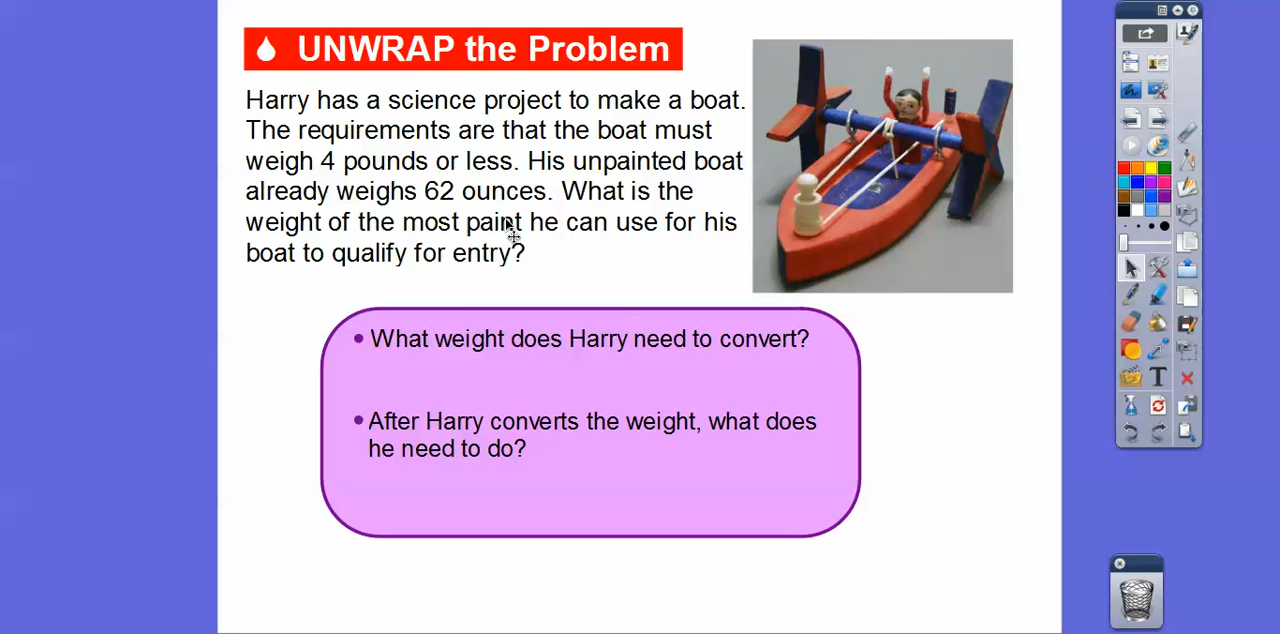 UNWRAP the Problem
Harry has a science project to make a boat.
The requirements are that the boat must
weigh 4 pounds or less. His unpainted boat
already weighs 62 ounces. What is the
weight of the most paint he can use for his
boat to qualify for entry?
• What weight does Harry need to convert?
• After Harry converts the weight, what does
he need to do?
T